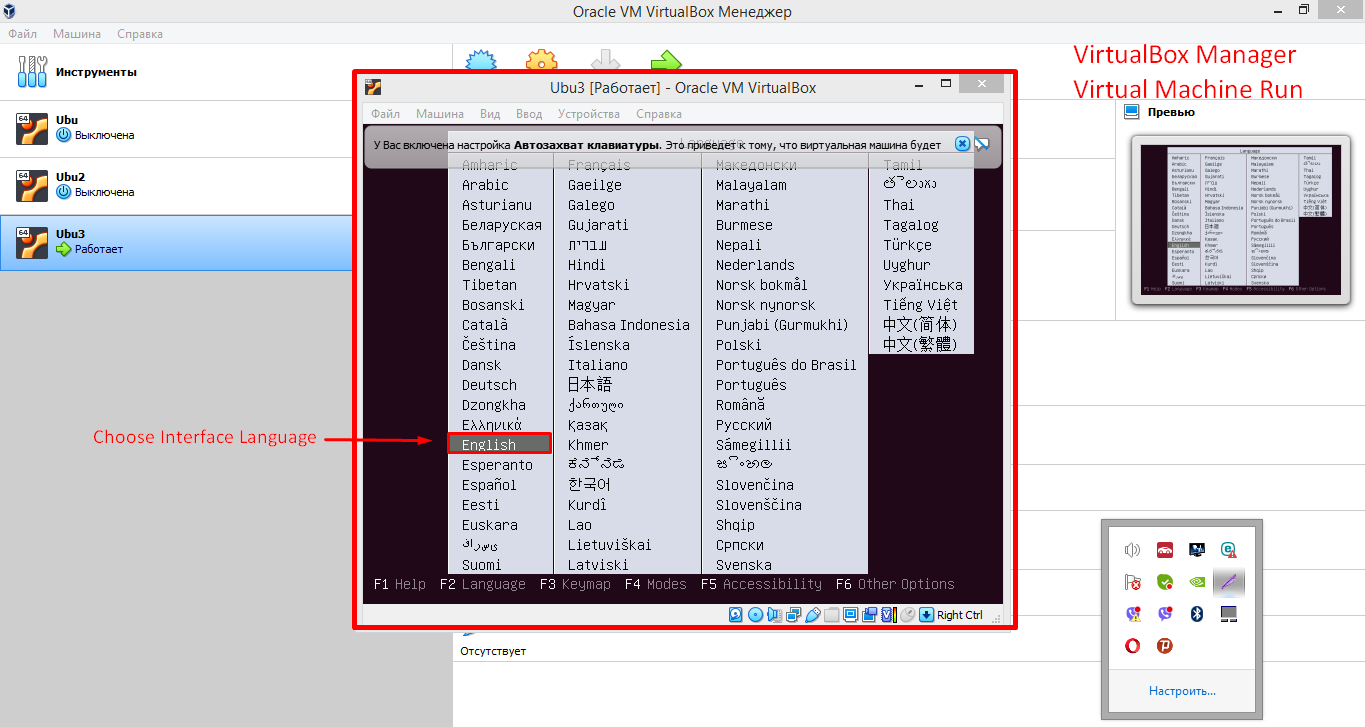 Oracle VM VirtualBox Менеджер
Файл Машина Справка
Инструменты
Ubu
Выключена
Ubu2
Выключена
Ubu3
Работает
VirtualBox Manager
Virtual Machine Run
Превью
Choose Interface Language
Ubu3 [Работает] - Oracle VM VirtualBox
Файл Машина Вид Ввод Устройства Справка
У Вас включена настройка Автозахват клавиатуры. Это приведет к тому, что виртуальная машина будет
Amharic
Arabic
Asturianu
Беларуская
Български
Bengali
Tibetan
Bosanski
Català
Čeština
Dansk
Deutsch
Dzongkha
Ελληνικά
English
Esperanto
Español
Eesti
Euskara
Suomi
Français
Gaeilge
Galego
Gujarati
עברית
Hindi
Hrvatski
Magyar
Bahasa Indonesia
Íslenska
Italiano
日本語
ქართული
Қазақ
Khmer
한국어
Kurdî
Lao
Lietuviškai
Latviski
Македонски
Malayalam
Marathi
Burmese
Nepali
Nederlands
Norsk bokmål
Norsk nynorsk
Punjabi (Gurmukhi)
Polski
Português do Brasil
Português
Română
Русский
Sámegillii
Slovenčina
Slovenščina
Shqip
Српски
Svenska
Tamil
Thai
Tagalog
Türkçe
Uyghur
Українська
Tiếng Việt
中文(简体)
中文(繁體)
F1 Help F2 Language F3 Keymap F4 Modes F5 Accessibility F6 Other Options
Right Ctrl
Отсутствует
Настроить...